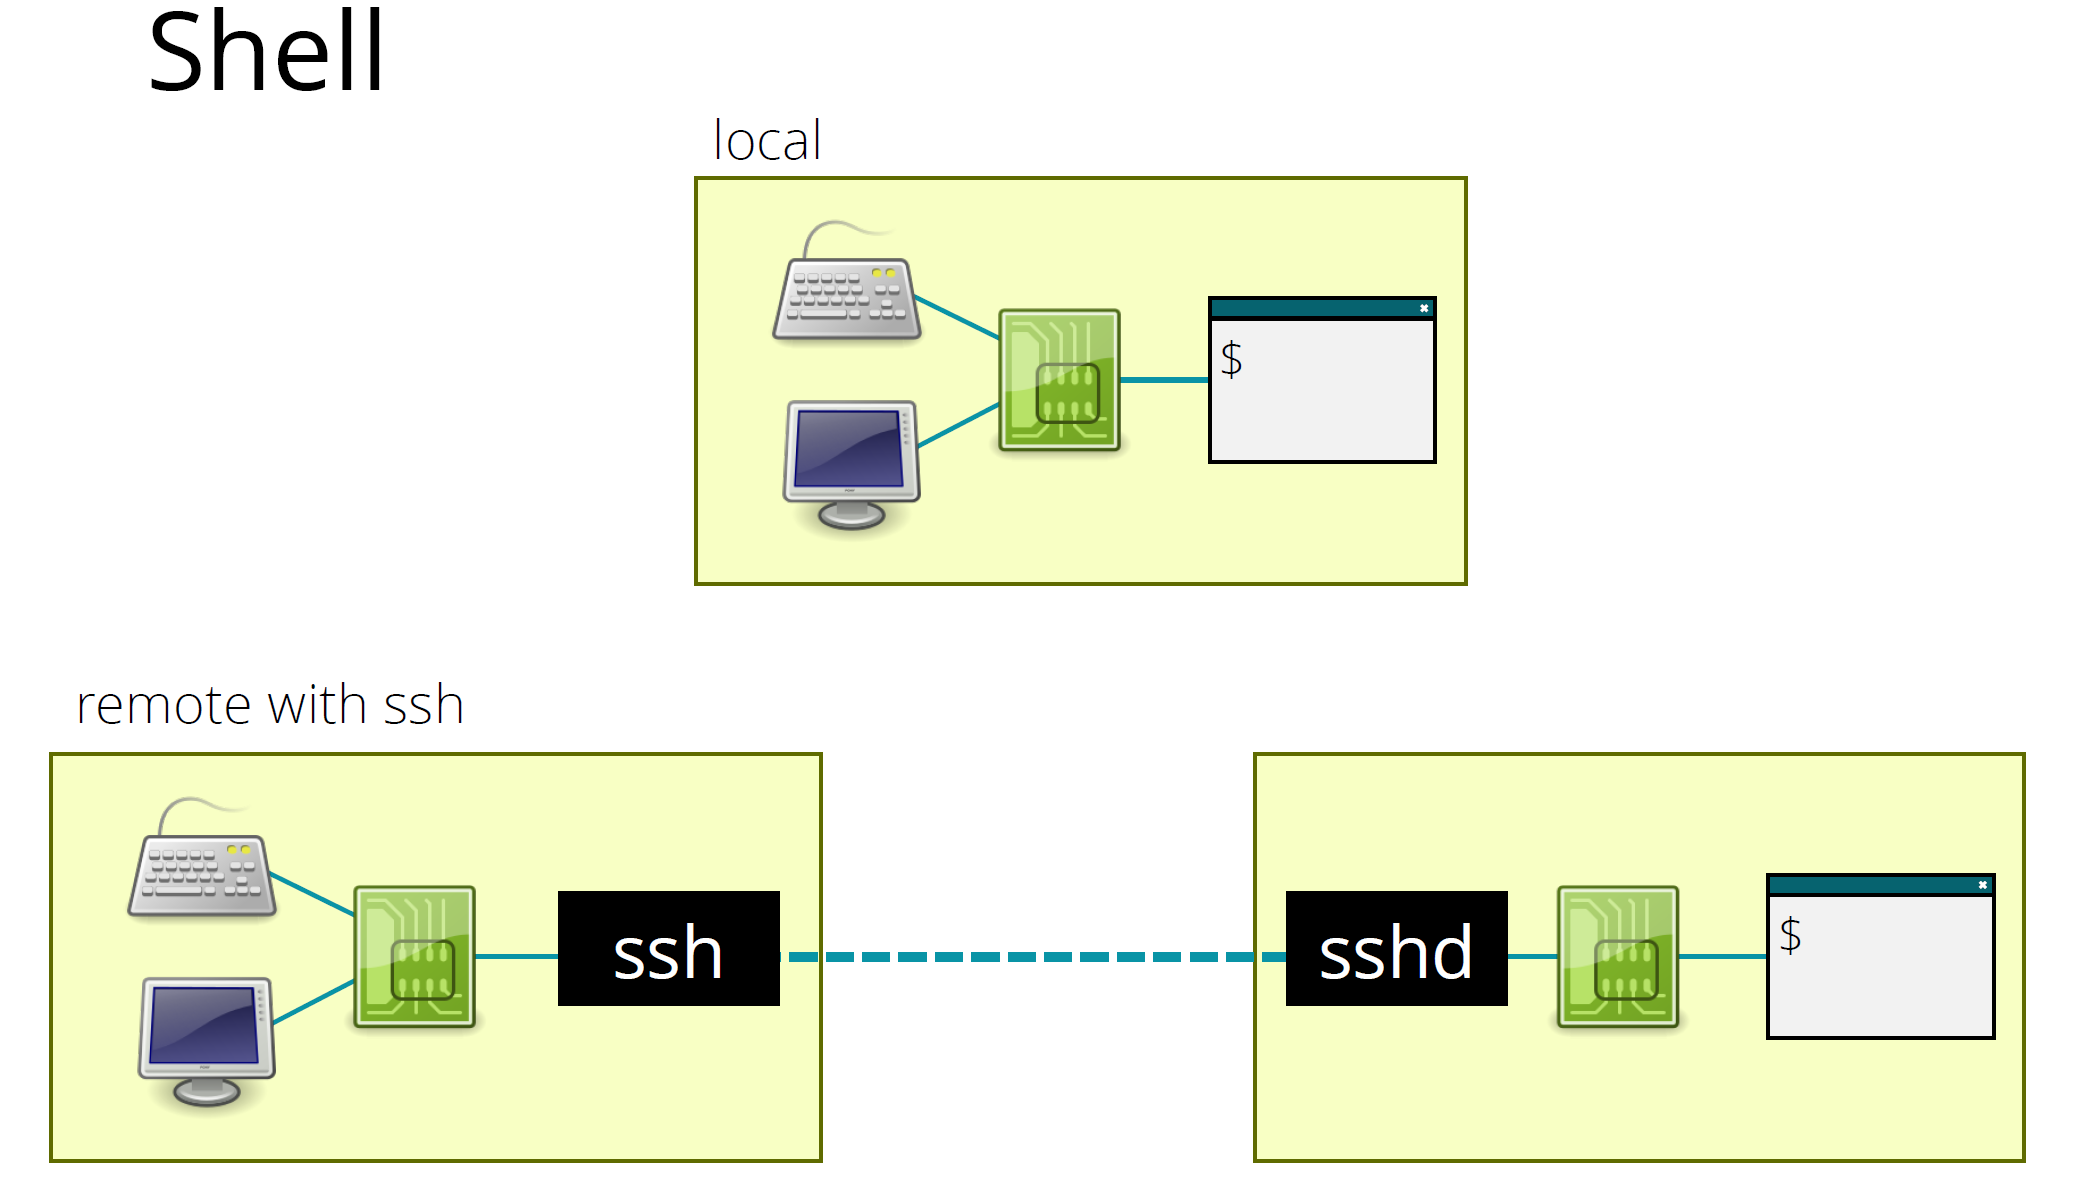 Shell
local
$
remote with ssh
ssh
sshd
$